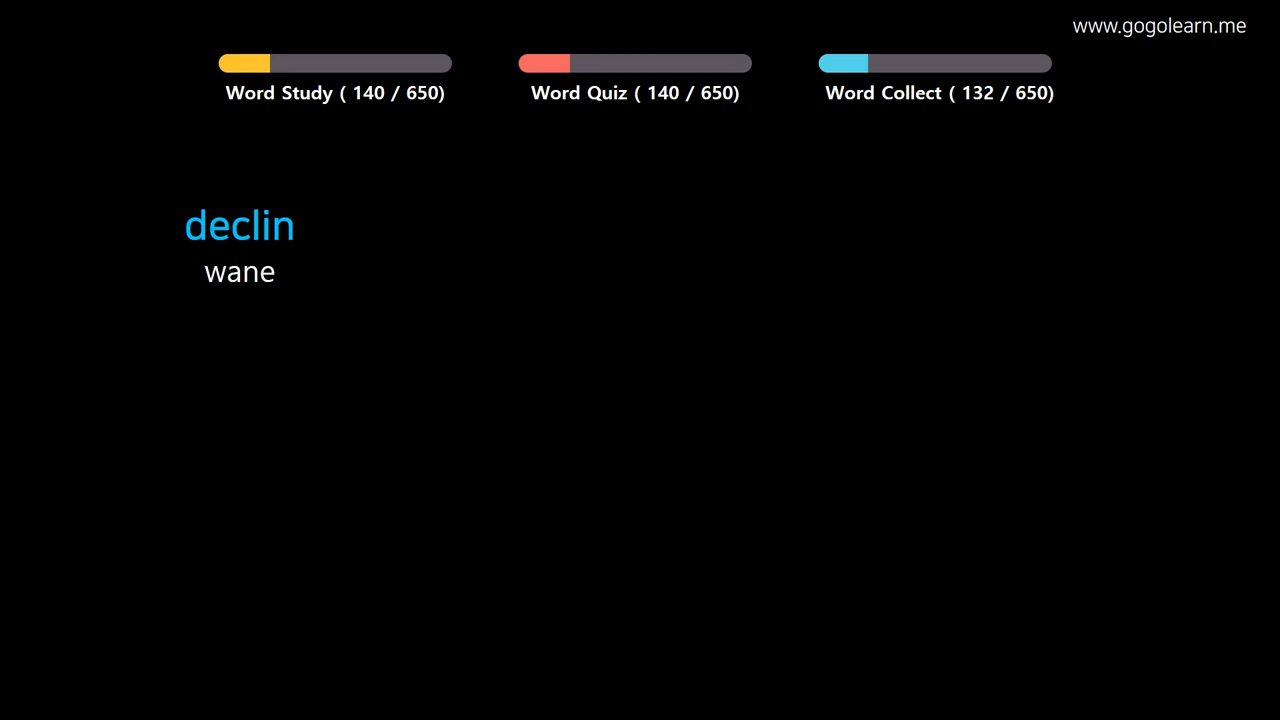 www.gogolearn.me
Word Study ( 140 / 650)
Word Quiz ( 140 / 650)
Word Collect ( 132 / 650)
declin
wane